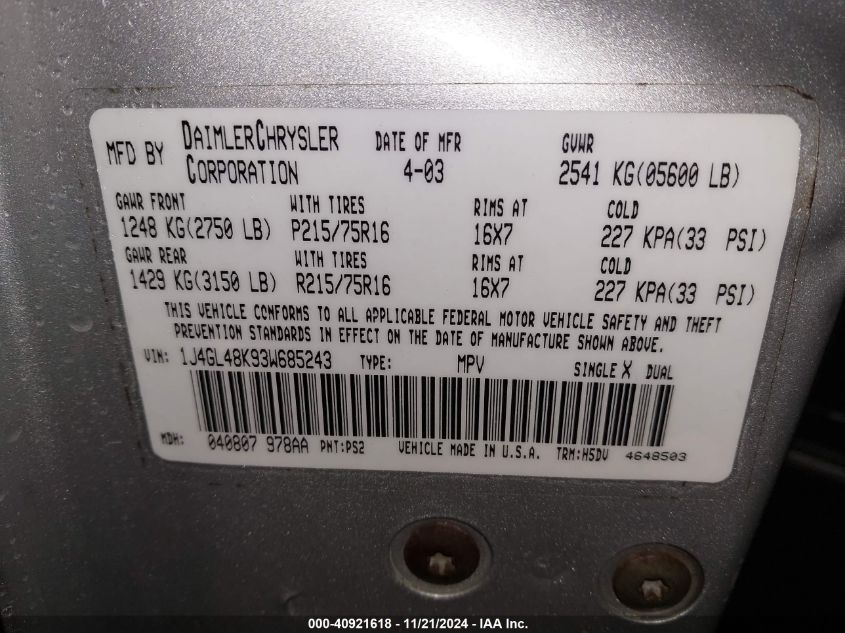 MFD BY DAIMLERCHRYSLER CORPORATION DATE OF MFR 4-03 GVWR 2541 KG(05600 LB)
GAWR FRONT WITH TIRES RIMS AT COLD
1248 KG(2750 LB) P215/75R16 16X7 227 KPA(33 PSI)
GAWR REAR WITH TIRES RIMS AT COLD
1429 KG(3150 LB) R215/75R16 16X7 227 KPA(33 PSI)
THIS VEHICLE CONFORMS TO ALL APPLICABLE FEDERAL MOTOR VEHICLE SAFETY AND THEFT
PREVENTION STANDARDS IN EFFECT ON THE DATE OF MANUFACTURE SHOWN ABOVE.
VIN: 1J4GL48K93W685243 TYPE: MPV SINGLE X DUAL
MDH: 040807 978AA PNT:PS2 VEHICLE MADE IN U.S.A. TRM:H5DV 4648503
000-40921618 - 11/21/2024 - IAA Inc.